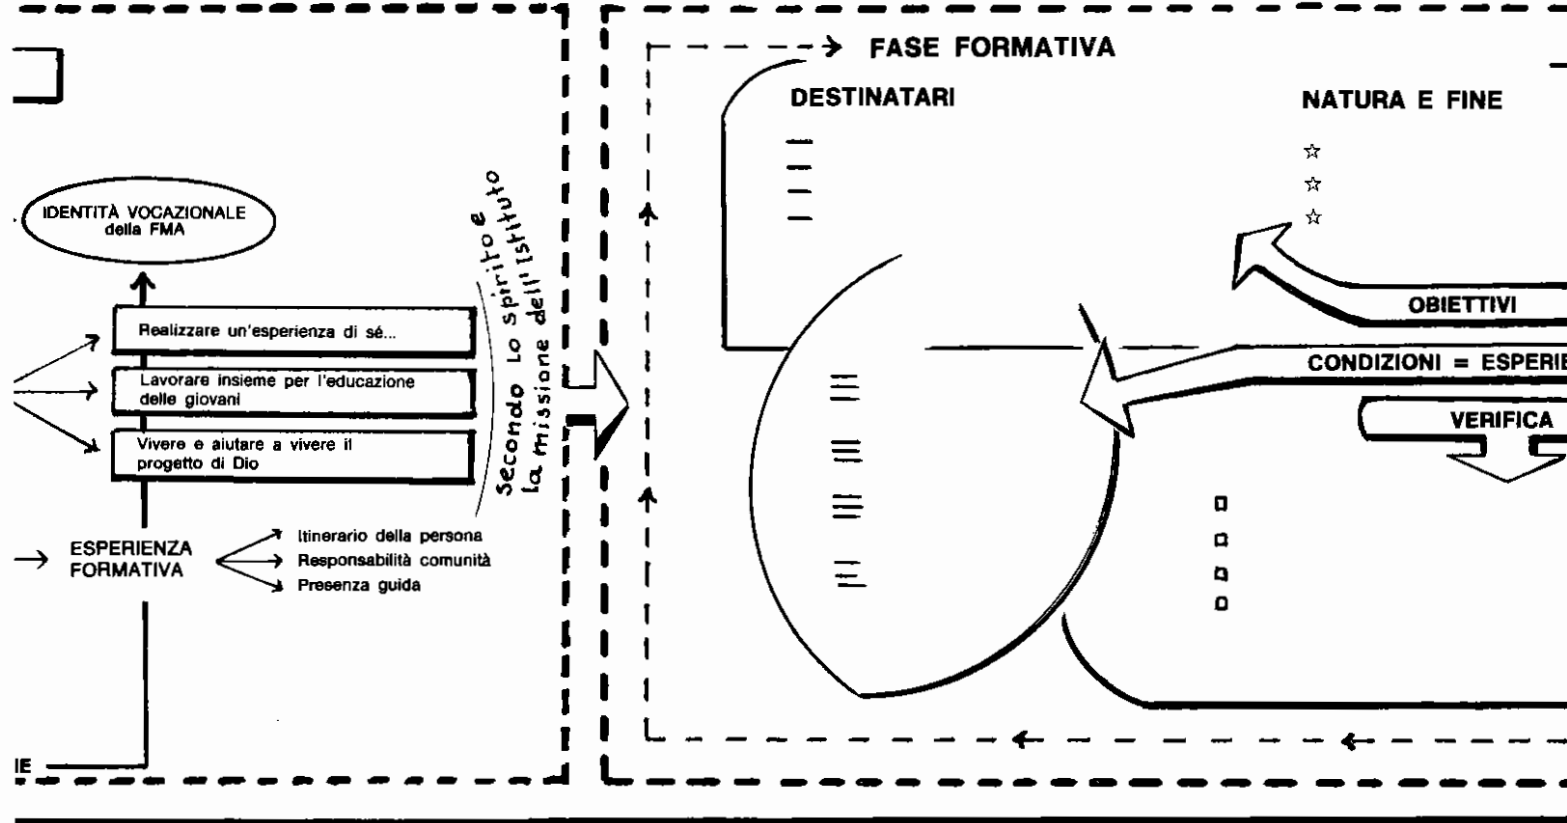 IDENTITÀ VOCAZIONALE
della FMA
Realizzare un'esperienza di sé...
Lavorare insieme per l'educazione
delle giovani
Vivere e aiutare a vivere il
progetto di Dio
Secondo lo spirito e
la missione dell'Istituto
ESPERIENZA
FORMATIVA
Itinerario della persona
Responsabilità comunità
Presenza guida
IE
FASE FORMATIVA
DESTINATARI
NATURA E FINE
OBIETTIVI
CONDIZIONI = ESPERIE
VERIFICA